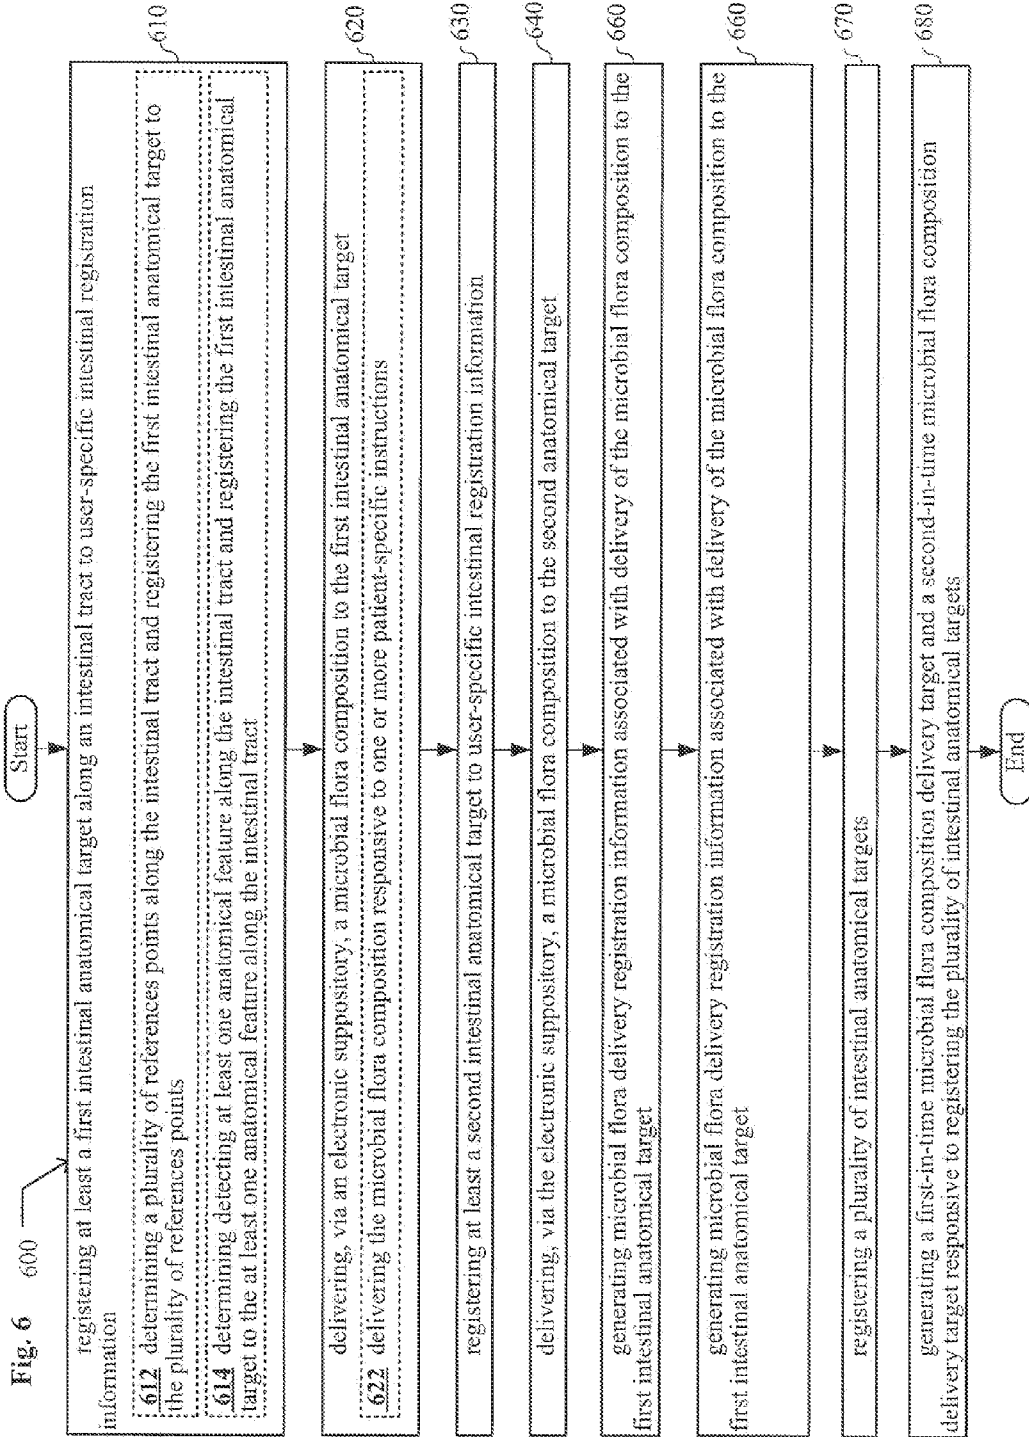 Fig. 6
600
Start
registering at least a first intestinal anatomical target along an intestinal tract to user-specific intestinal registration
information
610
612 determining a plurality of references points along the intestinal tract and registering the first intestinal anatomical target to
the plurality of references points
614 determining detecting at least one anatomical feature along the intestinal tract and registering the first intestinal anatomical
target to the at least one anatomical feature along the intestinal tract
delivering, via an electronic suppository, a microbial flora composition to the first intestinal anatomical target
620
622 delivering the microbial flora composition responsive to one or more patient-specific instructions
registering at least a second intestinal anatomical target to user-specific intestinal registration information
630
delivering, via the electronic suppository, a microbial flora composition to the second anatomical target
640
generating microbial flora delivery registration information associated with delivery of the microbial flora composition to the
first intestinal anatomical target
660
generating microbial flora delivery registration information associated with delivery of the microbial flora composition to the
first intestinal anatomical target
660
registering a plurality of intestinal anatomical targets
670
generating a first-in-time microbial flora composition delivery target and a second-in-time microbial flora composition
delivery target responsive to registering the plurality of intestinal anatomical targets
680
End